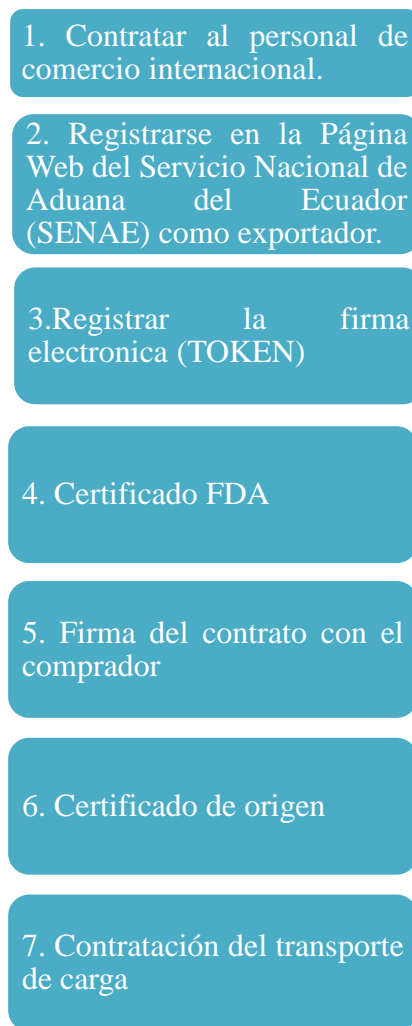 1. Contratar al personal de
comercio internacional.
2. Registrarse en la Página
Web del Servicio Nacional de
Aduana del Ecuador
(SENAE) como exportador.
3.Registrar la firma
electronica (TOKEN)
4. Certificado FDA
5. Firma del contrato con el
comprador
6. Certificado de origen
7. Contratación del transporte
de carga